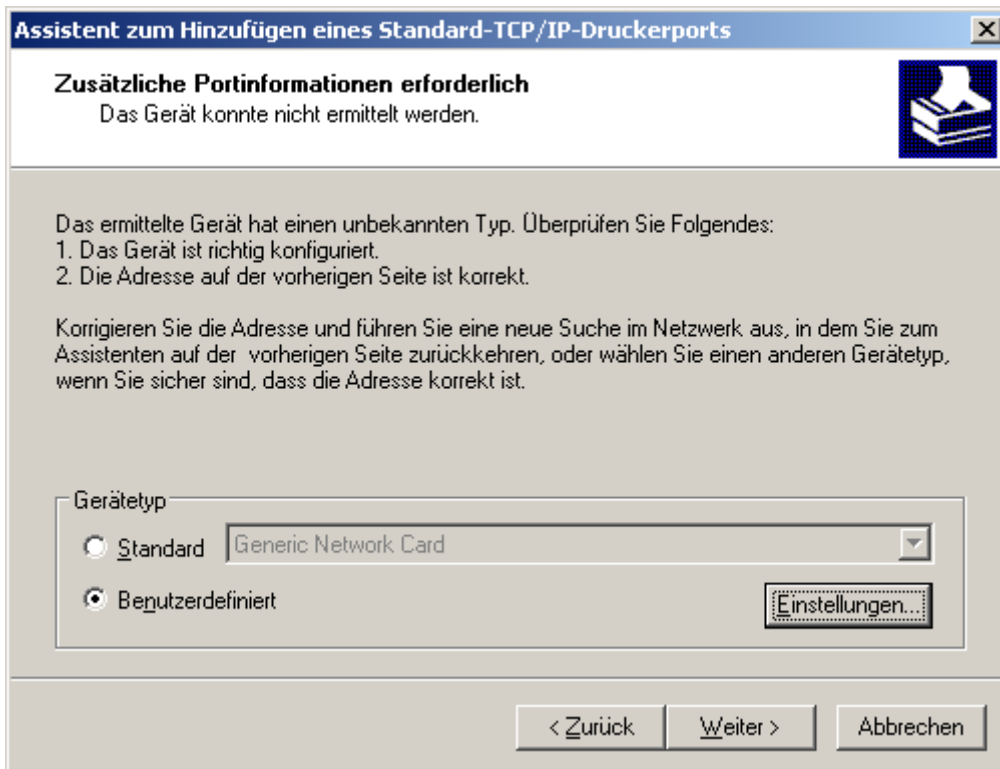 Assistent zum Hinzufügen eines Standard-TCP/IP-Druckerports
Zusätzliche Portinformationen erforderlich
Das Gerät konnte nicht ermittelt werden.
Das ermittelte Gerät hat einen unbekannten Typ. Überprüfen Sie Folgendes:
1. Das Gerät ist richtig konfiguriert.
2. Die Adresse auf der vorherigen Seite ist korrekt.
Korrigieren Sie die Adresse und führen Sie eine neue Suche im Netzwerk aus, in dem Sie zum
Assistenten auf der vorherigen Seite zurückkehren, oder wählen Sie einen anderen Gerätetyp,
wenn Sie sicher sind, dass die Adresse korrekt ist.
Gerätetyp
Standard Generic Network Card
Benutzerdefiniert Einstellungen...
< Zurück Weiter > Abbrechen